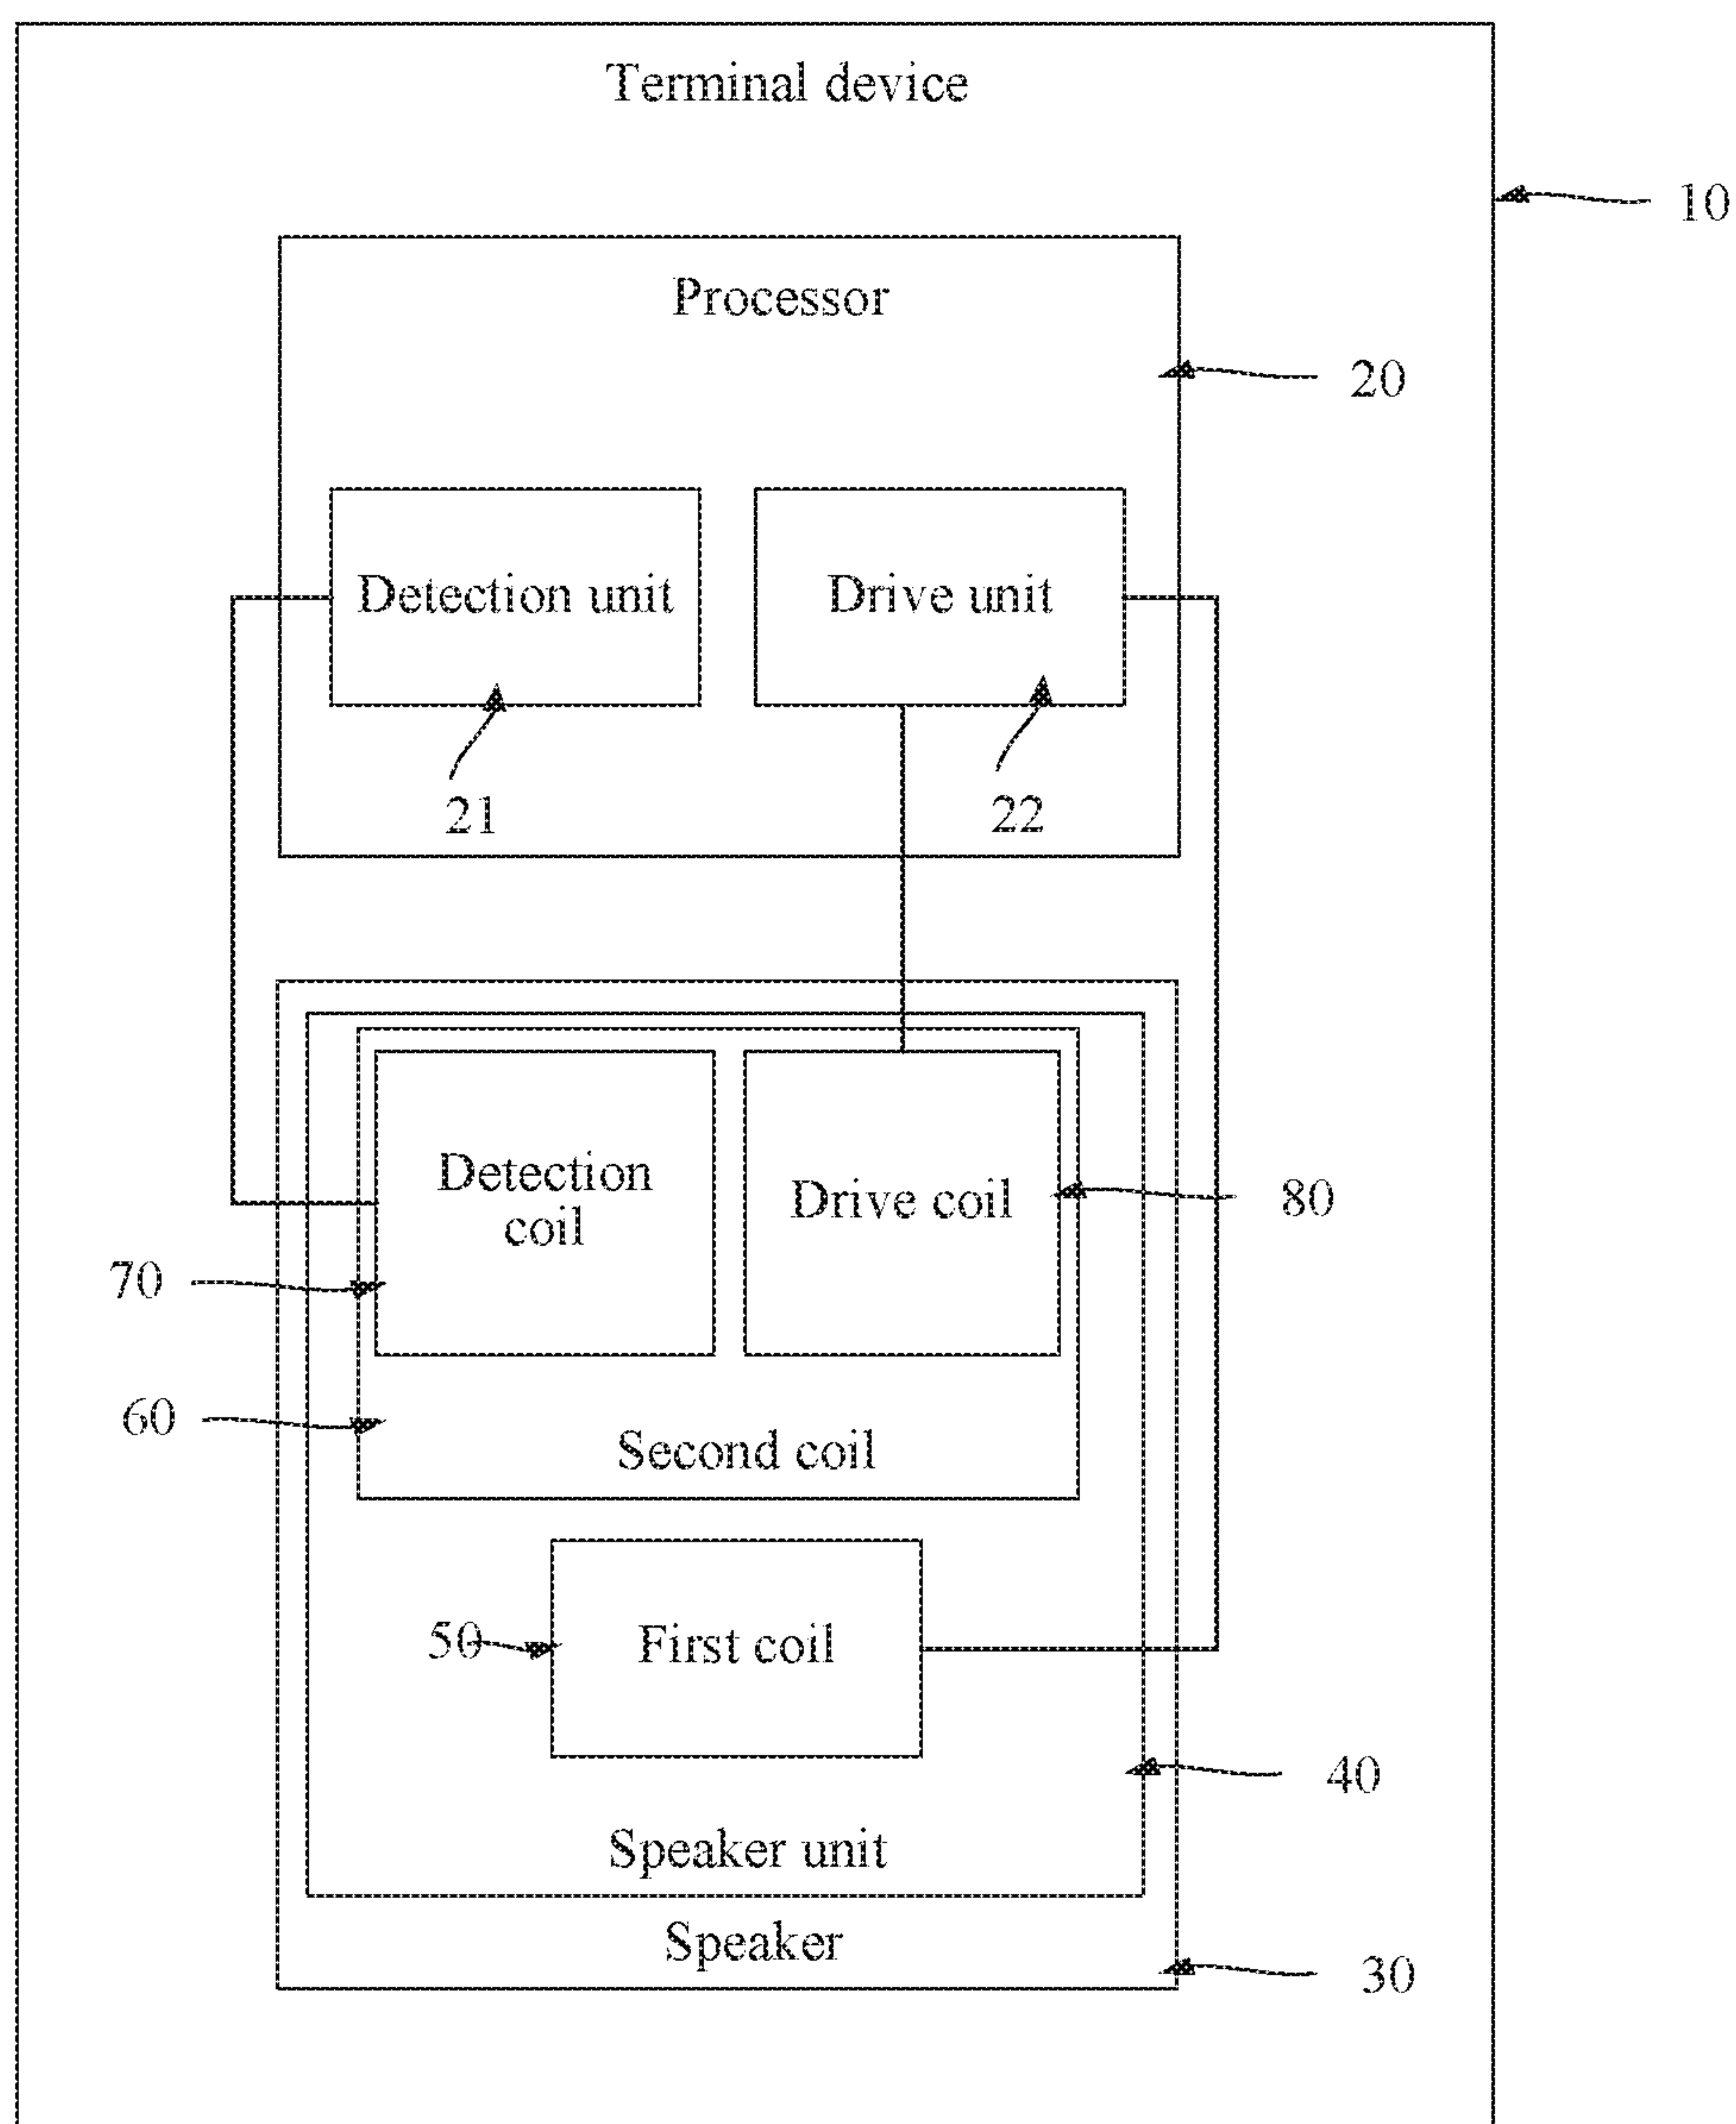 Terminal device
10
Processor
20
Detection unit
Drive unit
21
22
Detection
coil
Drive coil
80
70
60
Second coil
50
First coil
40
Speaker unit
Speaker
30